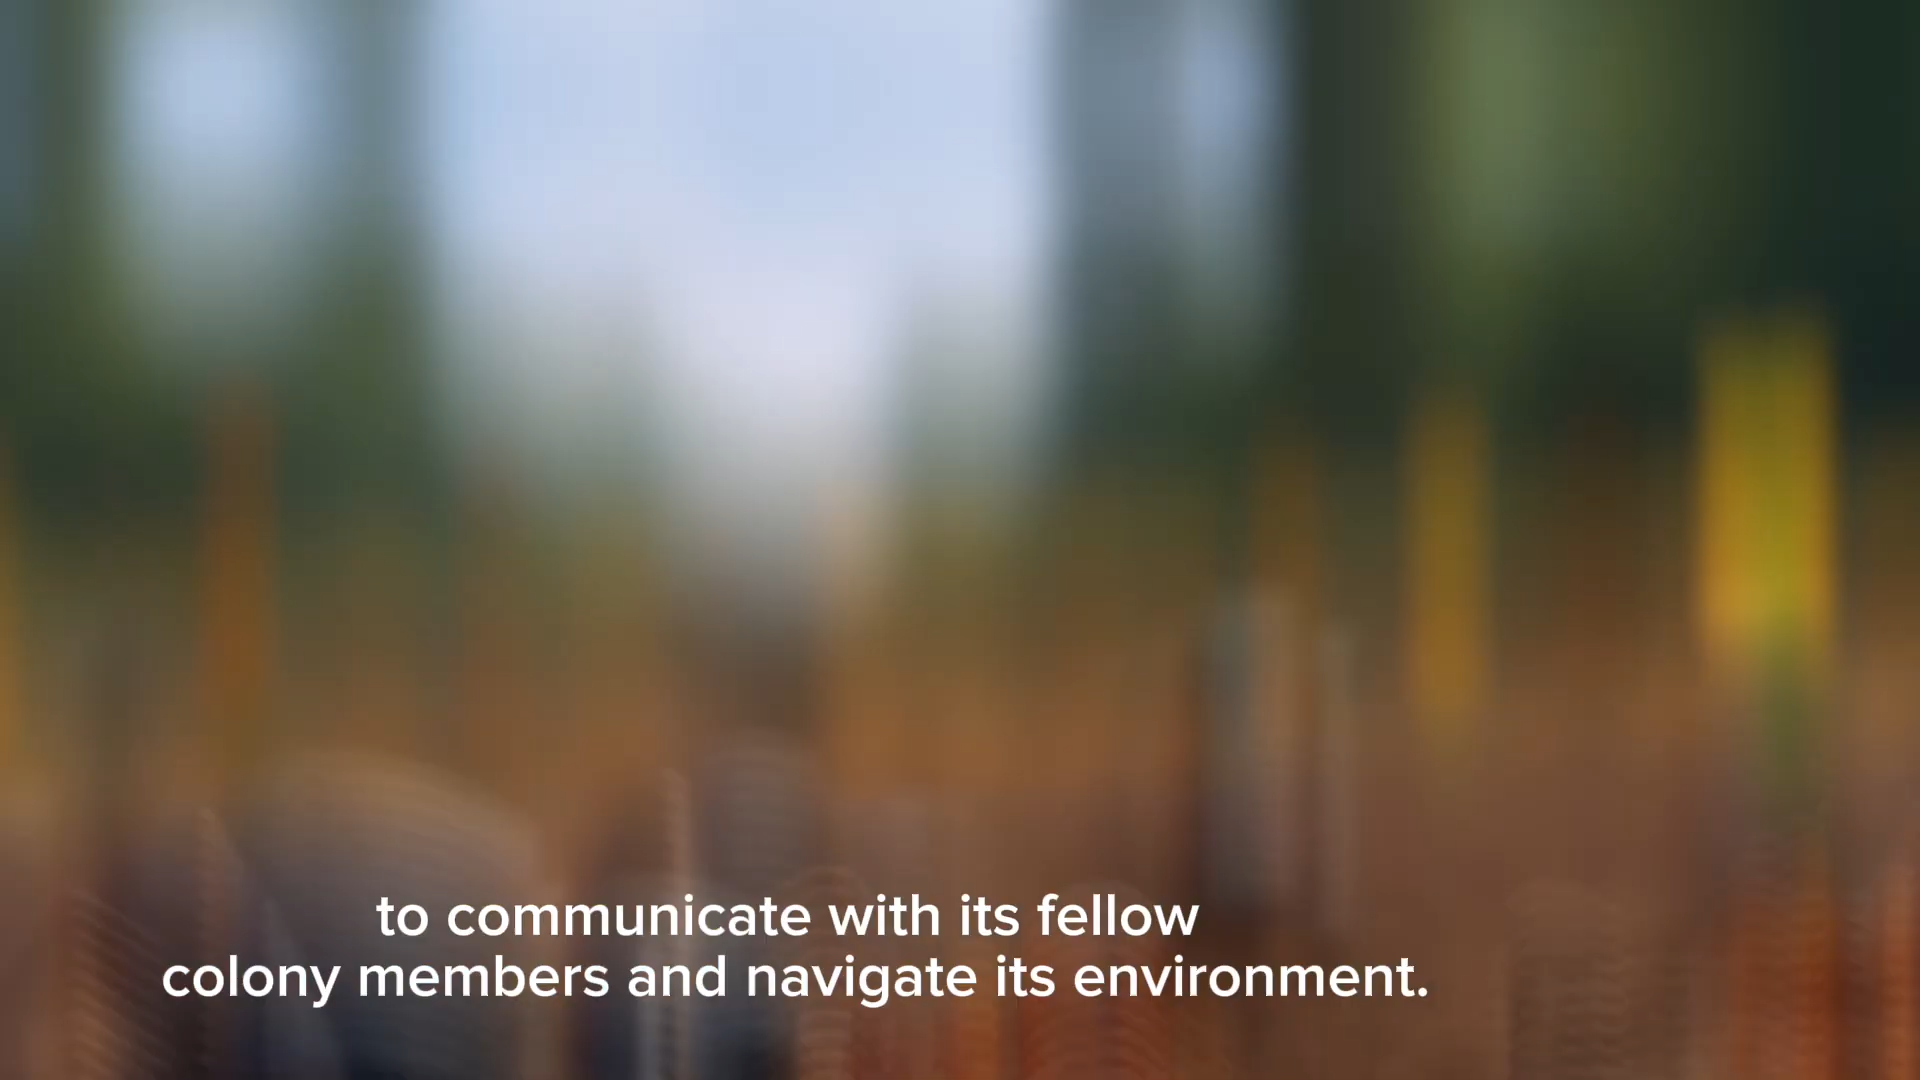 to communicate with its fellow
colony members and navigate its environment.